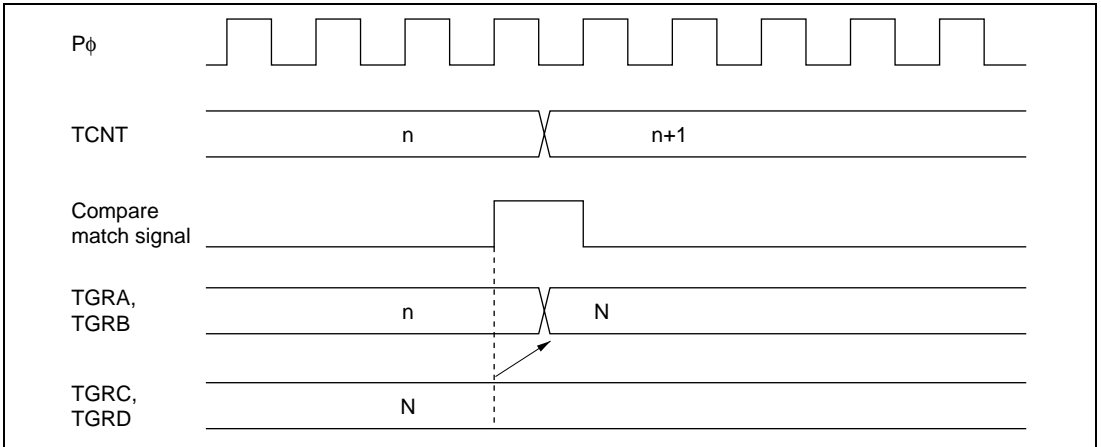 Pϕ
TCNT
n
n+1
Compare
match signal
TGRA,
TGRB
n
N
TGRC,
TGRD
N